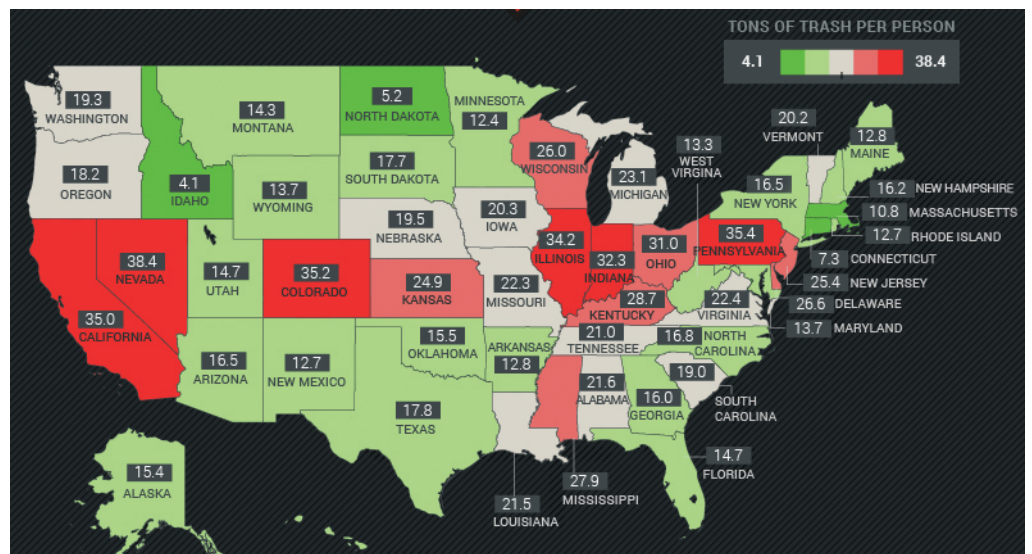 TONS OF TRASH PER PERSON
4.1
38.4
19.3
WASHINGTON
14.3
MONTANA
5.2
NORTH DAKOTA
MINNESOTA
12.4
26.0
WISCONSIN
23.1
MICHIGAN
13.3
WEST
VIRGINIA
20.2
VERMONT
12.8
MAINE
18.2
OREGON
4.1
IDAHO
13.7
WYOMING
17.7
SOUTH DAKOTA
16.5
NEW YORK
16.2 NEW HAMPSHIRE
10.8 MASSACHUSETTS
12.7 RHODE ISLAND
7.3 CONNECTICUT
25.4 NEW JERSEY
26.6 DELAWARE
13.7 MARYLAND
38.4
NEVADA
14.7
UTAH
35.2
COLORADO
19.5
NEBRASKA
20.3
IOWA
34.2
ILLINOIS
32.3
INDIANA
31.0
OHIO
35.4
PENNSYLVANIA
35.0
CALIFORNIA
24.9
KANSAS
22.3
MISSOURI
28.7
KENTUCKY
22.4
VIRGINIA
16.5
ARIZONA
12.7
NEW MEXICO
15.5
OKLAHOMA
ARKANSAS
12.8
21.0
TENNESSEE
16.8 NORTH
CAROLINA
17.8
TEXAS
21.6
ALABAMA
16.0
GEORGIA
19.0
SOUTH
CAROLINA
15.4
ALASKA
21.5
LOUISIANA
27.9
MISSISSIPPI
14.7
FLORIDA